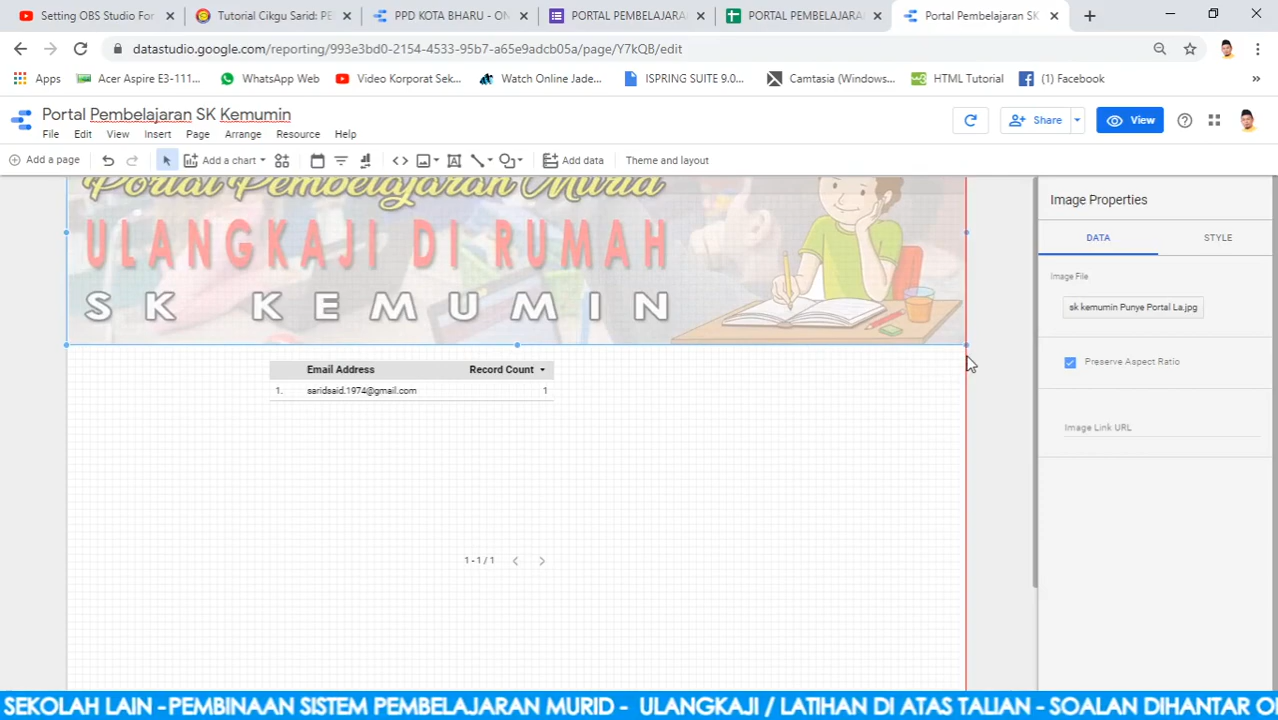 Setting OBS Studio For
Tutorial Cikgu Sarid: PE
PPD KOTA BHARU - ON
PORTAL PEMBELAJARA
PORTAL PEMBELAJARA
Portal Pembelajaran SK
datastudio.google.com/reporting/993e3bd0-2154-4533-95b7-a65e9adcb05a/page/Y7kQB/edit
Apps
Acer Aspire E3-111...
WhatsApp Web
Video Korporat Sek...
Watch Online Jade...
ISPRING SUITE 9.0...
Camtasia (Windows...
HTML Tutorial
(1) Facebook
Portal Pembelajaran SK Kemumin
File
Edit
View
Insert
Page
Arrange
Resource
Help
Share
View
Add a page
Add a chart
Add data
Theme and layout
Portal Pembelajaran Murid
ULANGKAJI DI RUMAH
SK KEMUMIN
Image Properties
DATA
STYLE
Image File
sk kemumin Punye Portal La.jpg
Preserve Aspect Ratio
Image Link URL
Email Address
Record Count
1.
saridsaid.1974@gmail.com
1
1 - 1 / 1
SEKOLAH LAIN - PEMBINAAN SISTEM PEMBELAJARAN MURID - ULANGKAJI / LATIHAN DI ATAS TALIAN - SOALAN DIHANTAR O